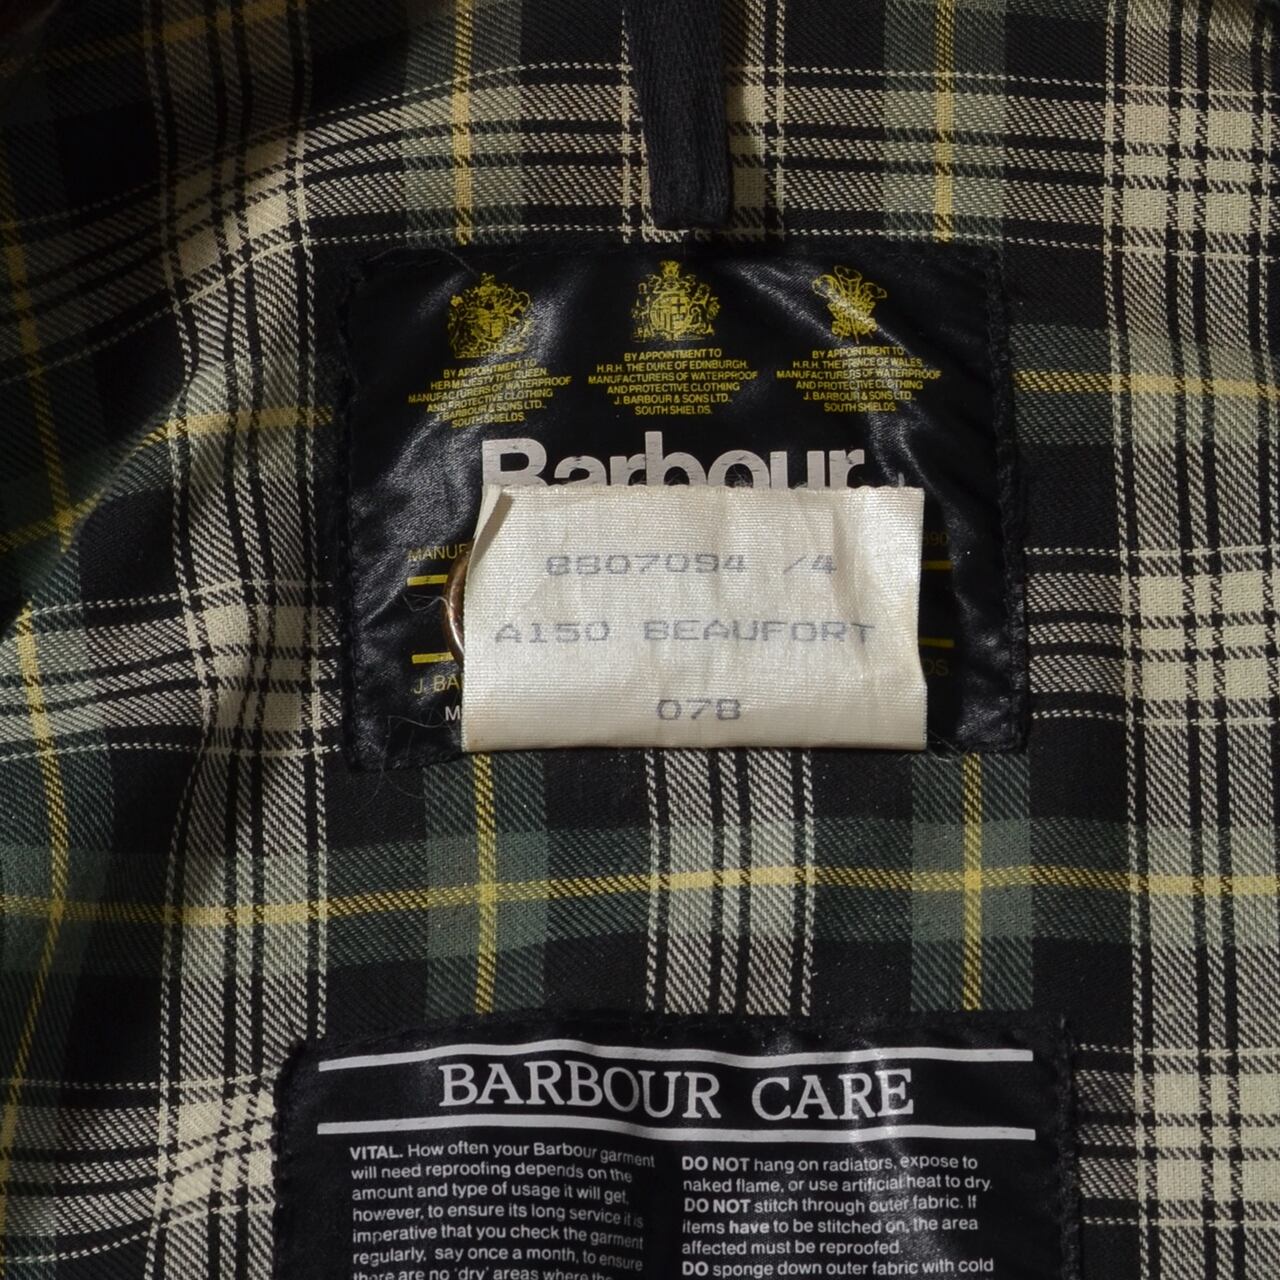 BY APPOINTMENT TO
HER MAJESTY THE QUEEN
MANUFACTURERS OF WATERPROOF
AND PROTECTIVE CLOTHING
J. BARBOUR & SONS LTD.,
SOUTH SHIELDS.
BY APPOINTMENT TO
H.R.H. THE DUKE OF EDINBURGH.
MANUFACTURERS OF WATERPROOF
AND PROTECTIVE CLOTHING
J. BARBOUR & SONS LTD.,
SOUTH SHIELDS.
BY APPOINTMENT TO
H.R.H. THE PRINCE OF WALES.
MANUFACTURERS OF WATERPROOF
AND PROTECTIVE CLOTHING
J. BARBOUR & SONS LTD.,
SOUTH SHIELDS.
Barbour
8807094 /4
A150 BEAUFORT
078
BARBOUR CARE
VITAL. How often your Barbour garment
will need reproofing depends on the
amount and type of usage it will get,
however, to ensure its long service it is
imperative that you check the garment
regularly, say once a month, to ensure
there are no 'dry' areas where the
DO NOT hang on radiators, expose to
naked flame, or use artificial heat to dry.
DO NOT stitch through outer fabric. If
items have to be stitched on, the area
affected must be reproofed.
DO sponge down outer fabric with cold